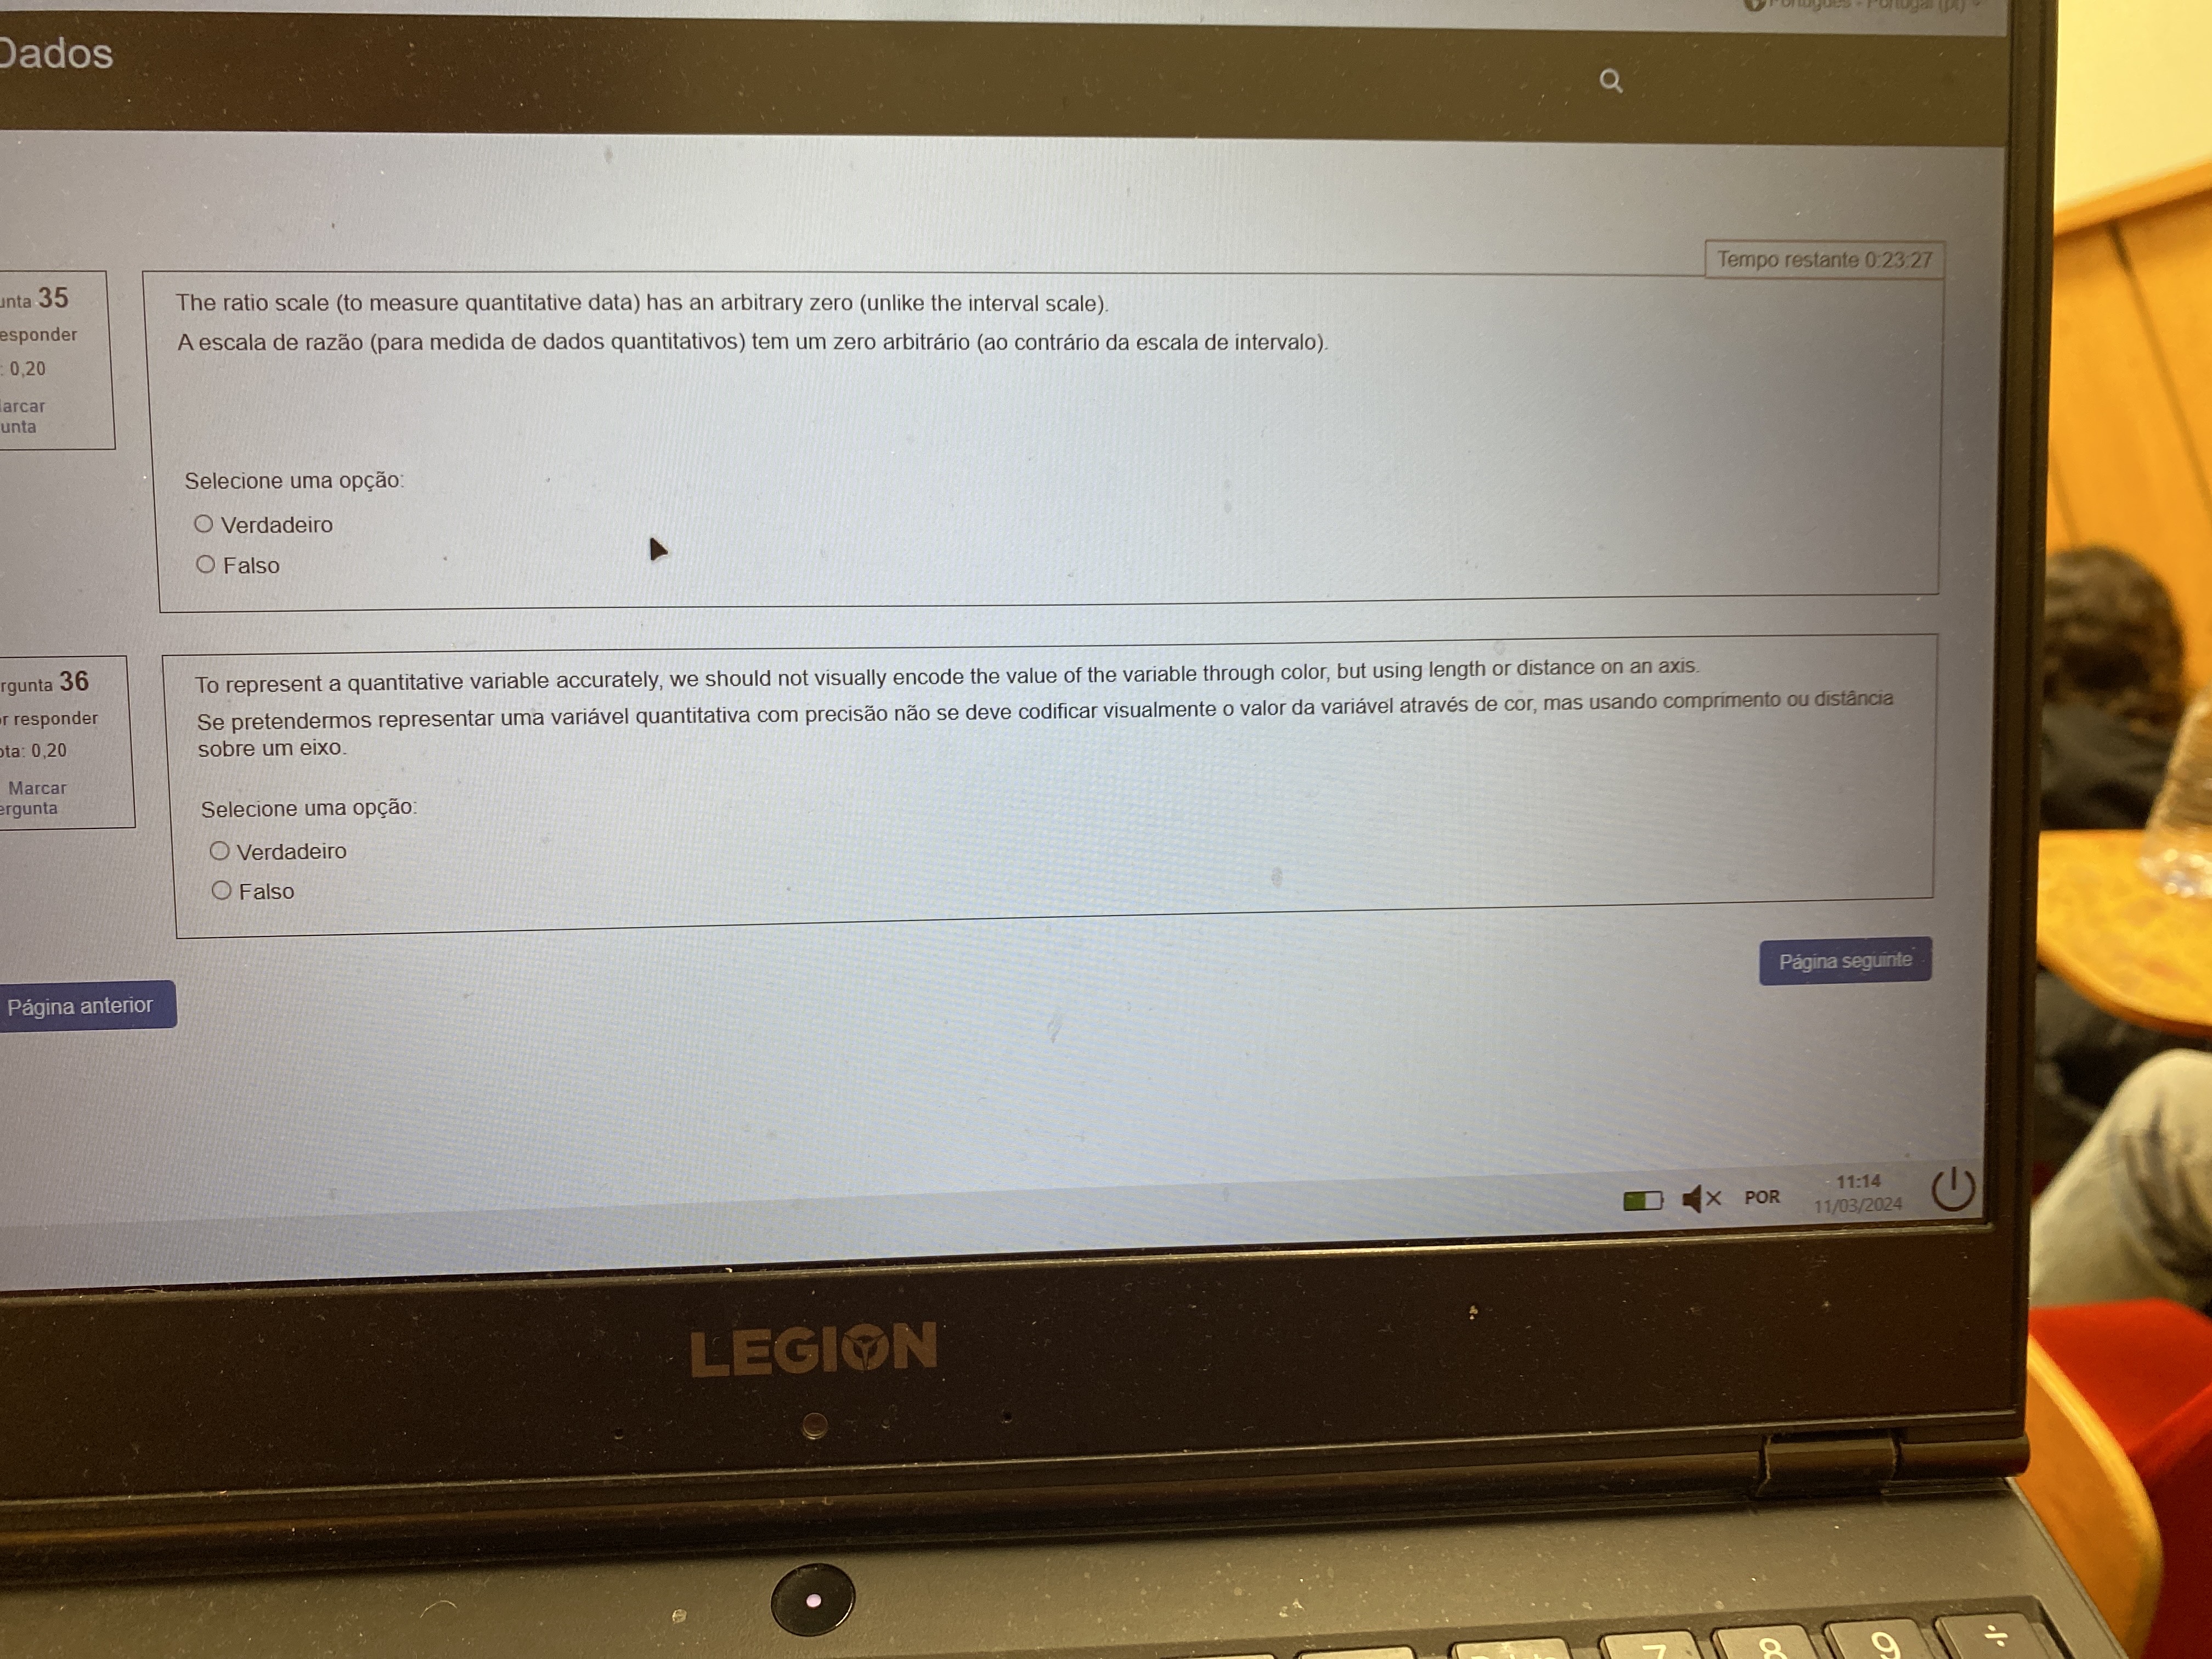 Português - Portugal (pt)
Dados
Tempo restante 0:23:27
unta 35
esponder
: 0,20
arcar
unta
The ratio scale (to measure quantitative data) has an arbitrary zero (unlike the interval scale).
A escala de razão (para medida de dados quantitativos) tem um zero arbitrário (ao contrário da escala de intervalo).
Selecione uma opção:
Verdadeiro
Falso
rgunta 36
r responder
ota: 0,20
Marcar
ergunta
To represent a quantitative variable accurately, we should not visually encode the value of the variable through color, but using length or distance on an axis.
Se pretendermos representar uma variável quantitativa com precisão não se deve codificar visualmente o valor da variável através de cor, mas usando comprimento ou distância
sobre um eixo.
Selecione uma opção:
Verdadeiro
Falso
Página anterior
Página seguinte
POR
11:14
11/03/2024
LEGION
7 8 9 ÷